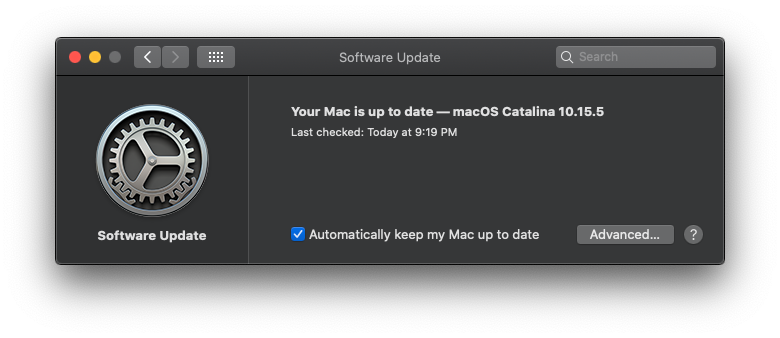 Software Update
Search
Your Mac is up to date — macOS Catalina 10.15.5
Last checked: Today at 9:19 PM
Software Update
Automatically keep my Mac up to date
Advanced...
?